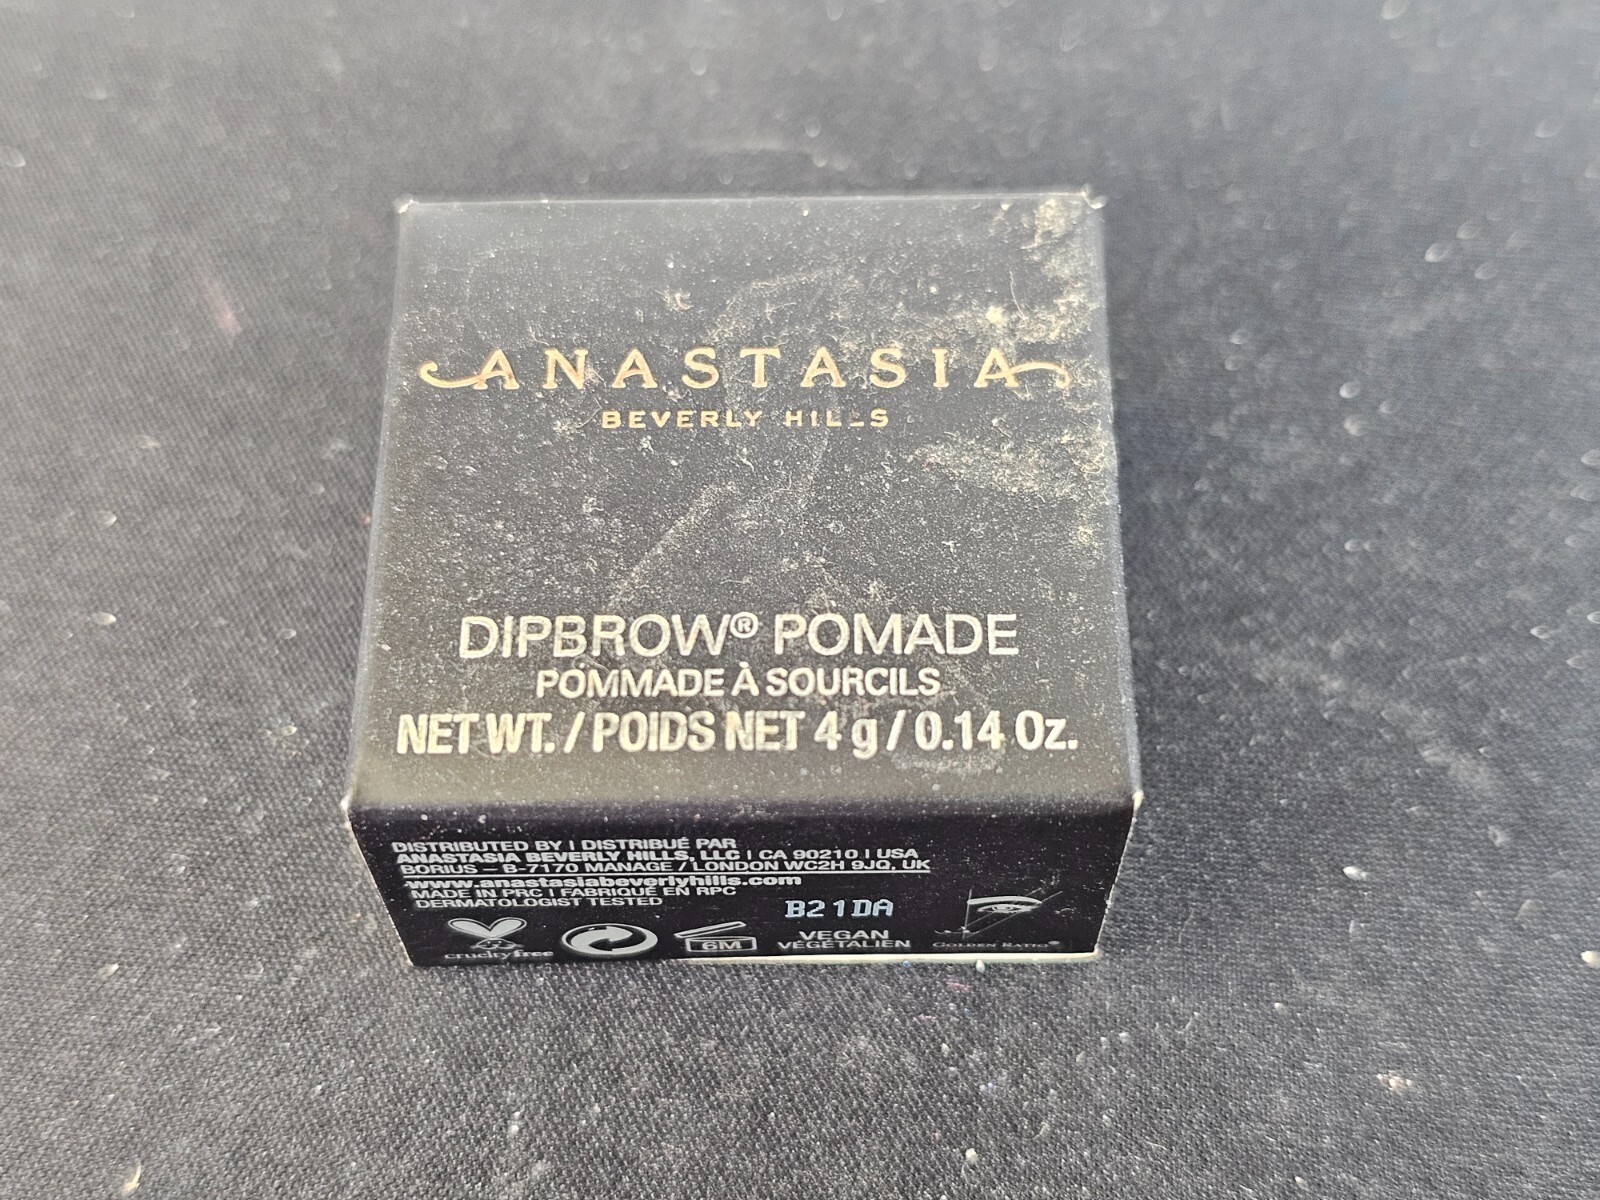 ANASTASIA
BEVERLY HILLS
DIPBROW® POMADE
POMMADE À SOURCILS
NET WT. / POIDS NET 4 g / 0.14 Oz.
DISTRIBUTED BY | DISTRIBUÉ PAR
ANASTASIA BEVERLY HILLS, LLC | CA 90210 | USA
BORIUS – B-7170 MANAGE / LONDON WC2H 9JQ, UK
www.anastasiabeverlyhills.com
MADE IN PRC | FABRIQUÉ EN RPC
DERMATOLOGIST TESTED
B21DA
crueltyfree
6M
VEGAN
VÉGÉTALIEN
GOLDEN RATIO®